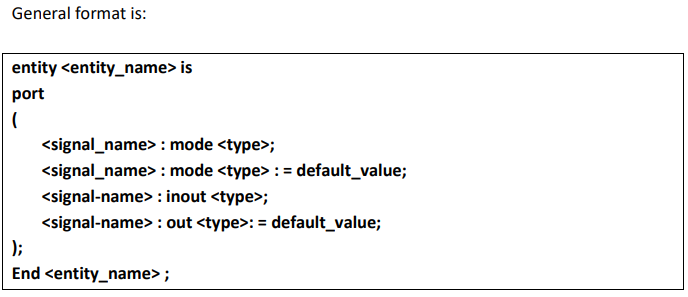 General format is:
entity <entity_name> is
port
(
<signal_name> : mode <type>;
<signal_name> : mode <type> : = default_value;
<signal-name> : inout <type>;
<signal-name> : out <type>: = default_value;
);
End <entity_name> ;